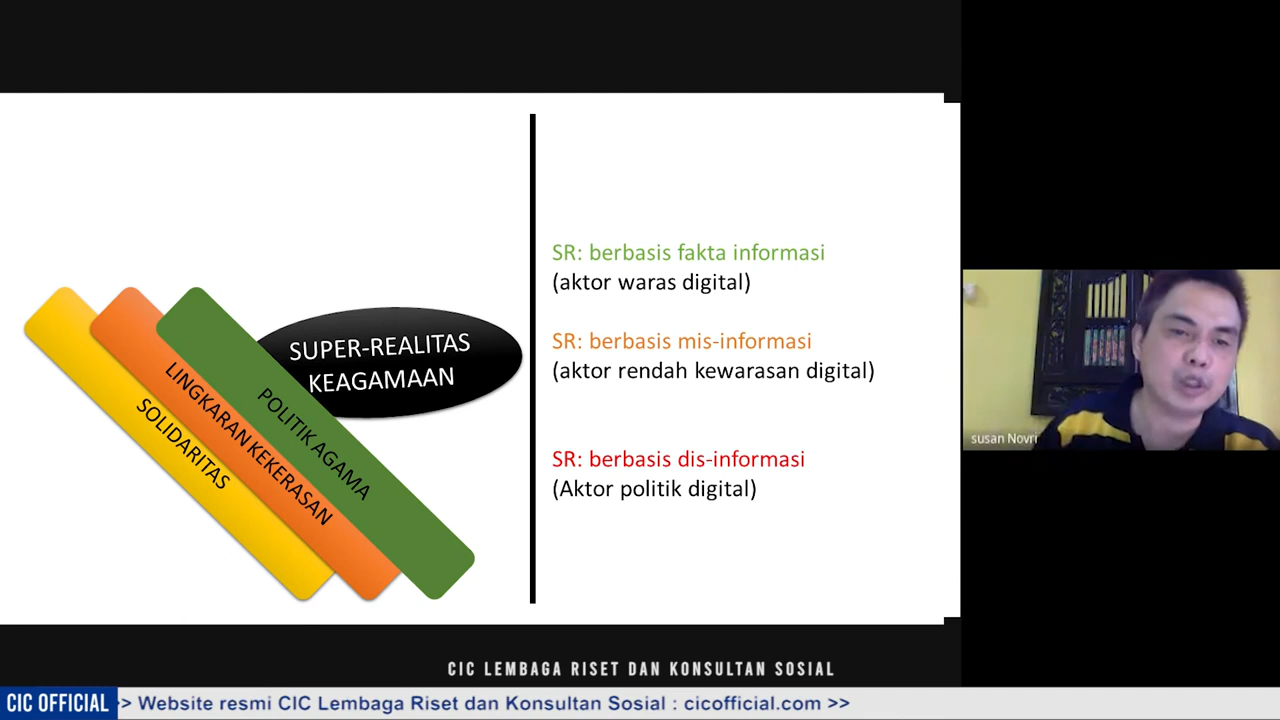 SUPER-REALITAS
KEAGAMAAN
POLITIK AGAMA
LINGKARAN KEKERASAN
SOLIDARITAS
SR: berbasis fakta informasi
(aktor waras digital)
SR: berbasis mis-informasi
(aktor rendah kewarasan digital)
SR: berbasis dis-informasi
(Aktor politik digital)
susan Novri
CIC LEMBAGA RISET DAN KONSULTAN SOSIAL
CIC OFFICIAL >> Website resmi CIC Lembaga Riset dan Konsultan Sosial : cicofficial.com >>